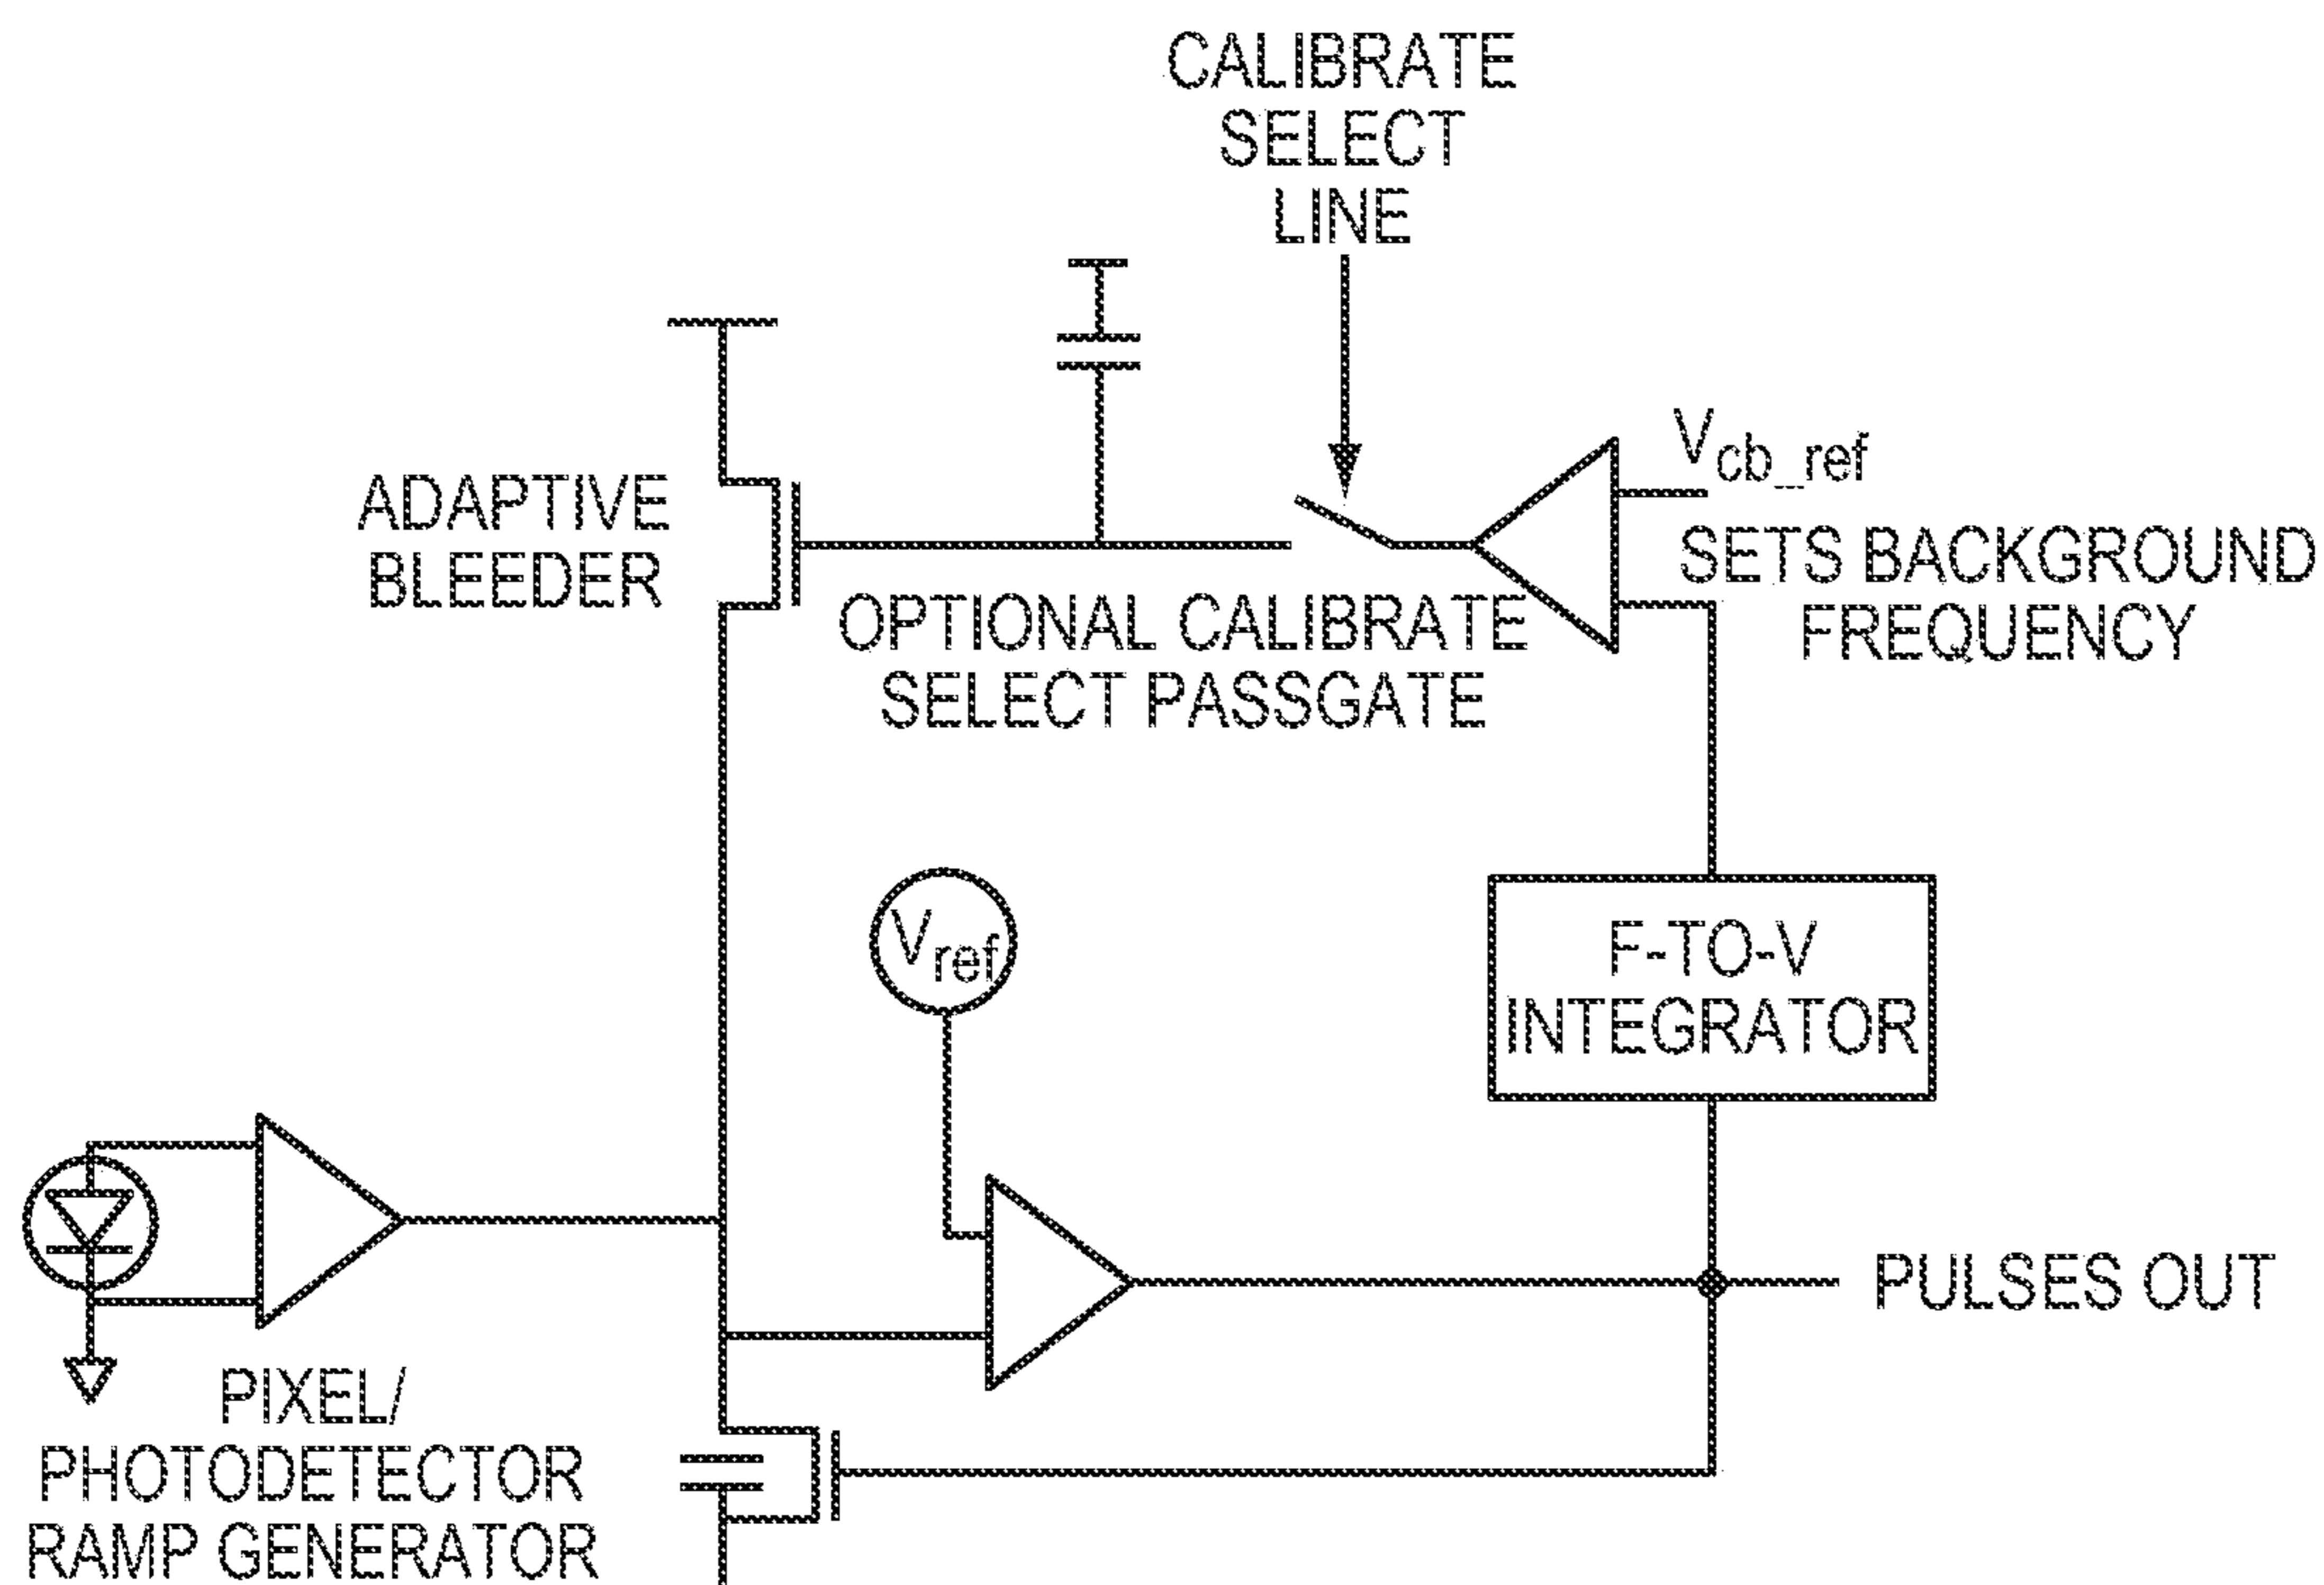 CALIBRATE
SELECT
LINE
ADAPTIVE
BLEEDER
Vcb_ref
SETS BACKGROUND
FREQUENCY
OPTIONAL CALIBRATE
SELECT PASSGATE
Vref
F-TO-V
INTEGRATOR
PULSES OUT
PIXEL/
PHOTODETECTOR
RAMP GENERATOR